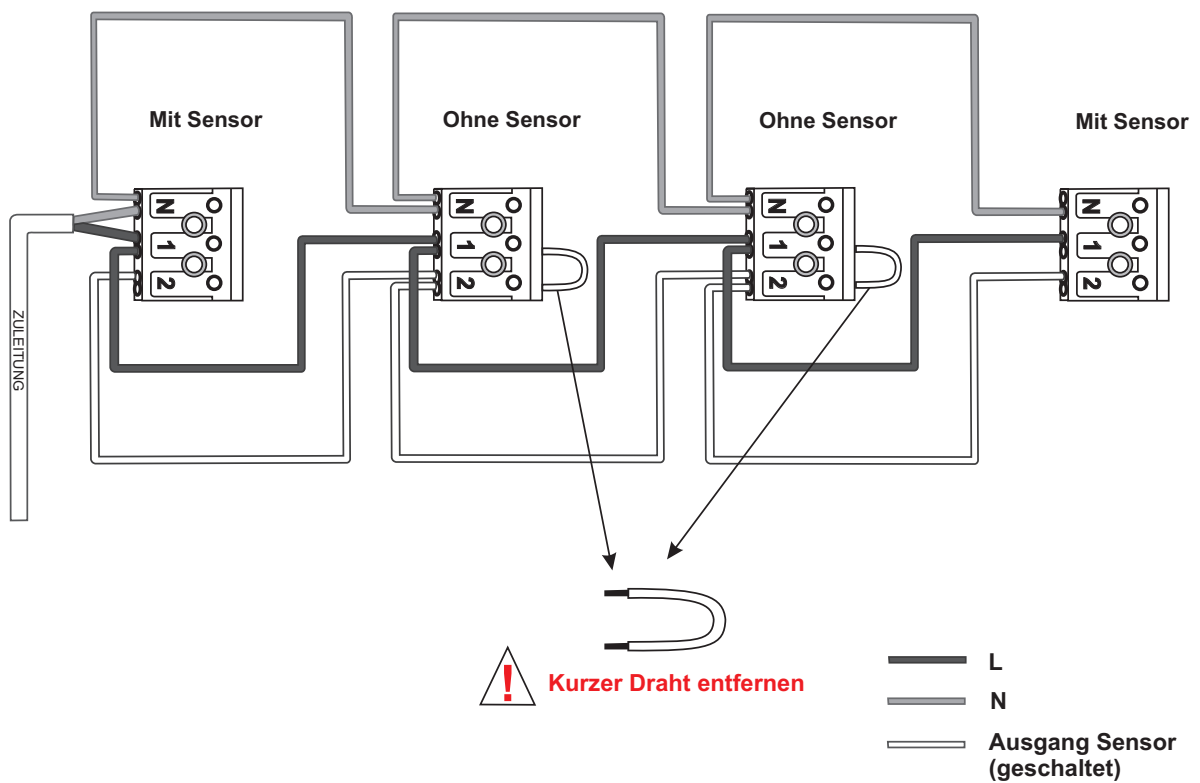 Mit Sensor
Ohne Sensor
Ohne Sensor
Mit Sensor
N
1
2
N
1
2
N
1
2
N
1
2
ZULEITUNG
Kurzer Draht entfernen
L
N
Ausgang Sensor
(geschaltet)